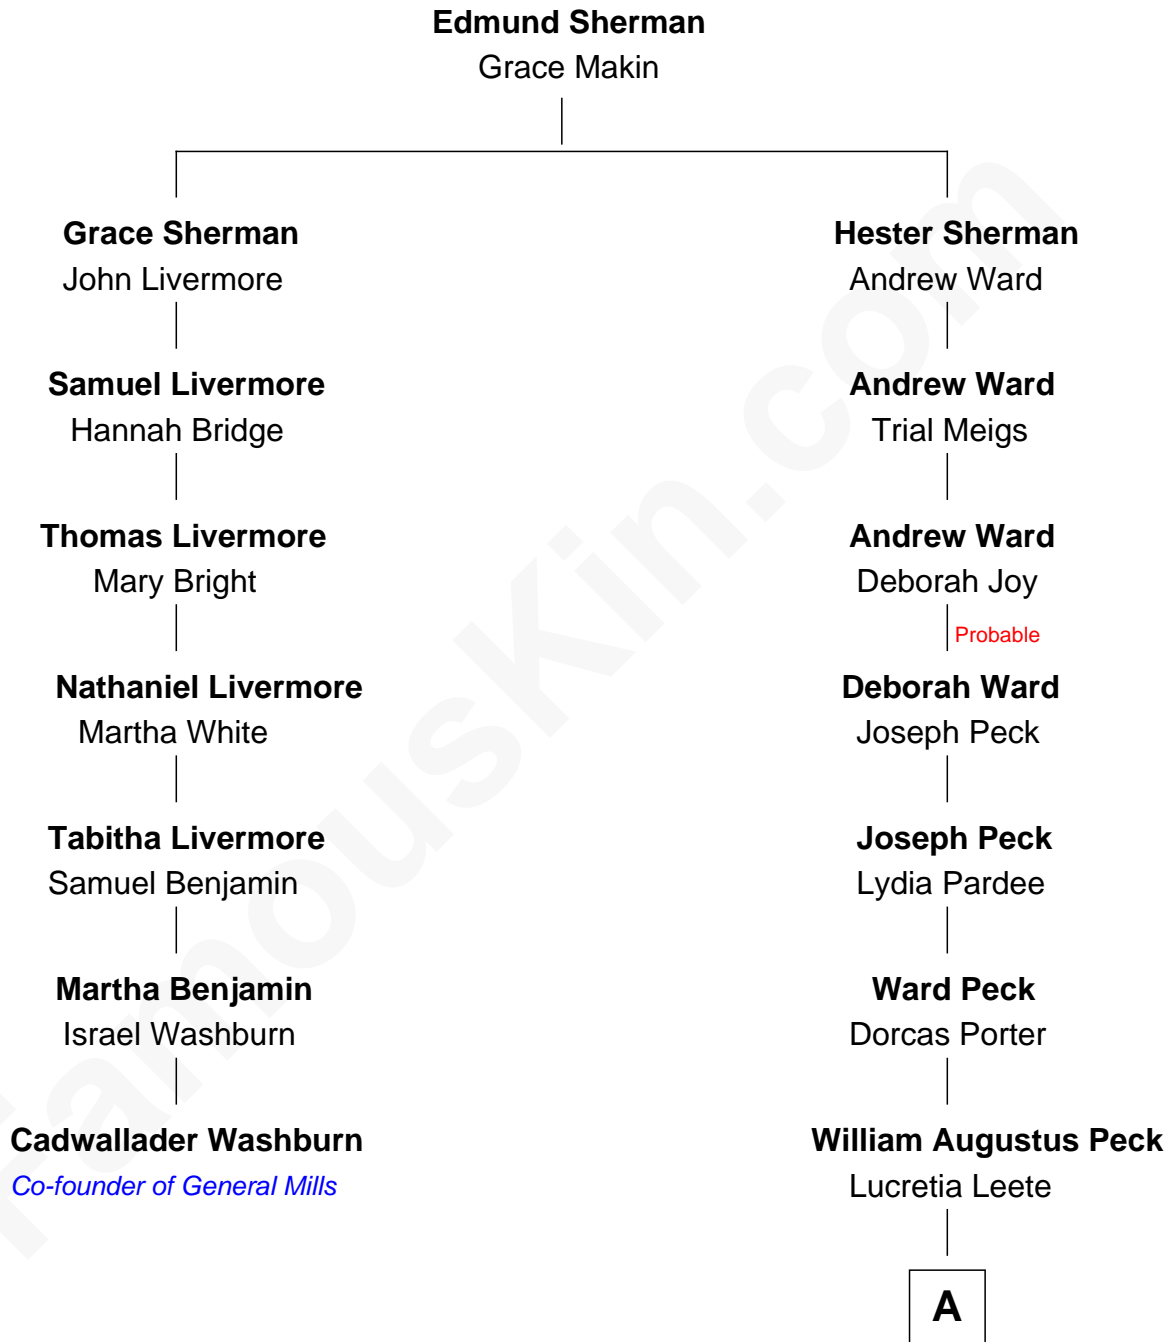 Edmund Sherman
Grace Makin
Grace Sherman
John Livermore
Hester Sherman
Andrew Ward
Samuel Livermore
Hannah Bridge
Andrew Ward
Trial Meigs
Thomas Livermore
Mary Bright
Andrew Ward
Deborah Joy
Probable
Nathaniel Livermore
Martha White
Deborah Ward
Joseph Peck
Tabitha Livermore
Samuel Benjamin
Joseph Peck
Lydia Pardee
Martha Benjamin
Israel Washburn
Ward Peck
Dorcas Porter
Cadwallader Washburn
Co-founder of General Mills
William Augustus Peck
Lucretia Leete
A
FamousKin.com